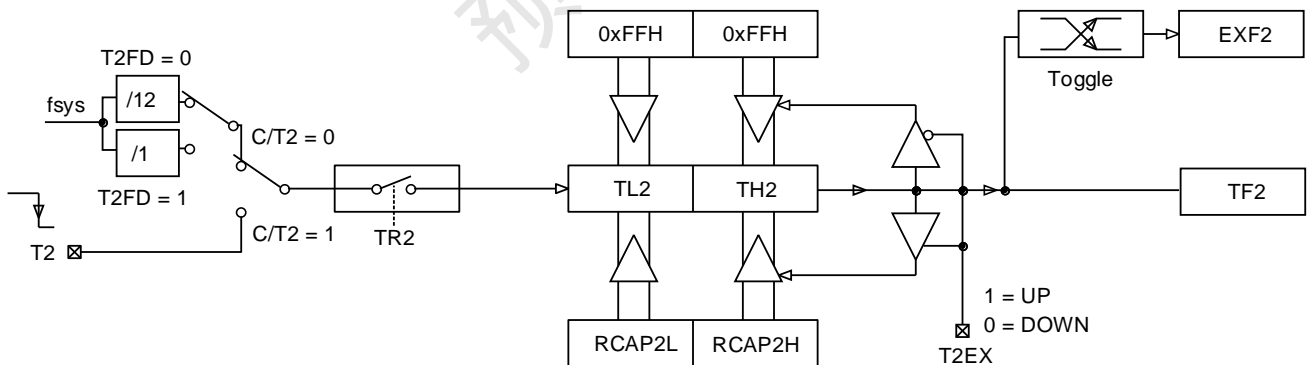 预
0xFFH 0xFFH EXF2
T2FD = 0
Toggle
fsys /12
C/T2 = 0
/1
T2FD = 1
TL2 TH2 TF2
C/T2 = 1
T2 TR2
1 = UP
0 = DOWN
RCAP2L RCAP2H
T2EX